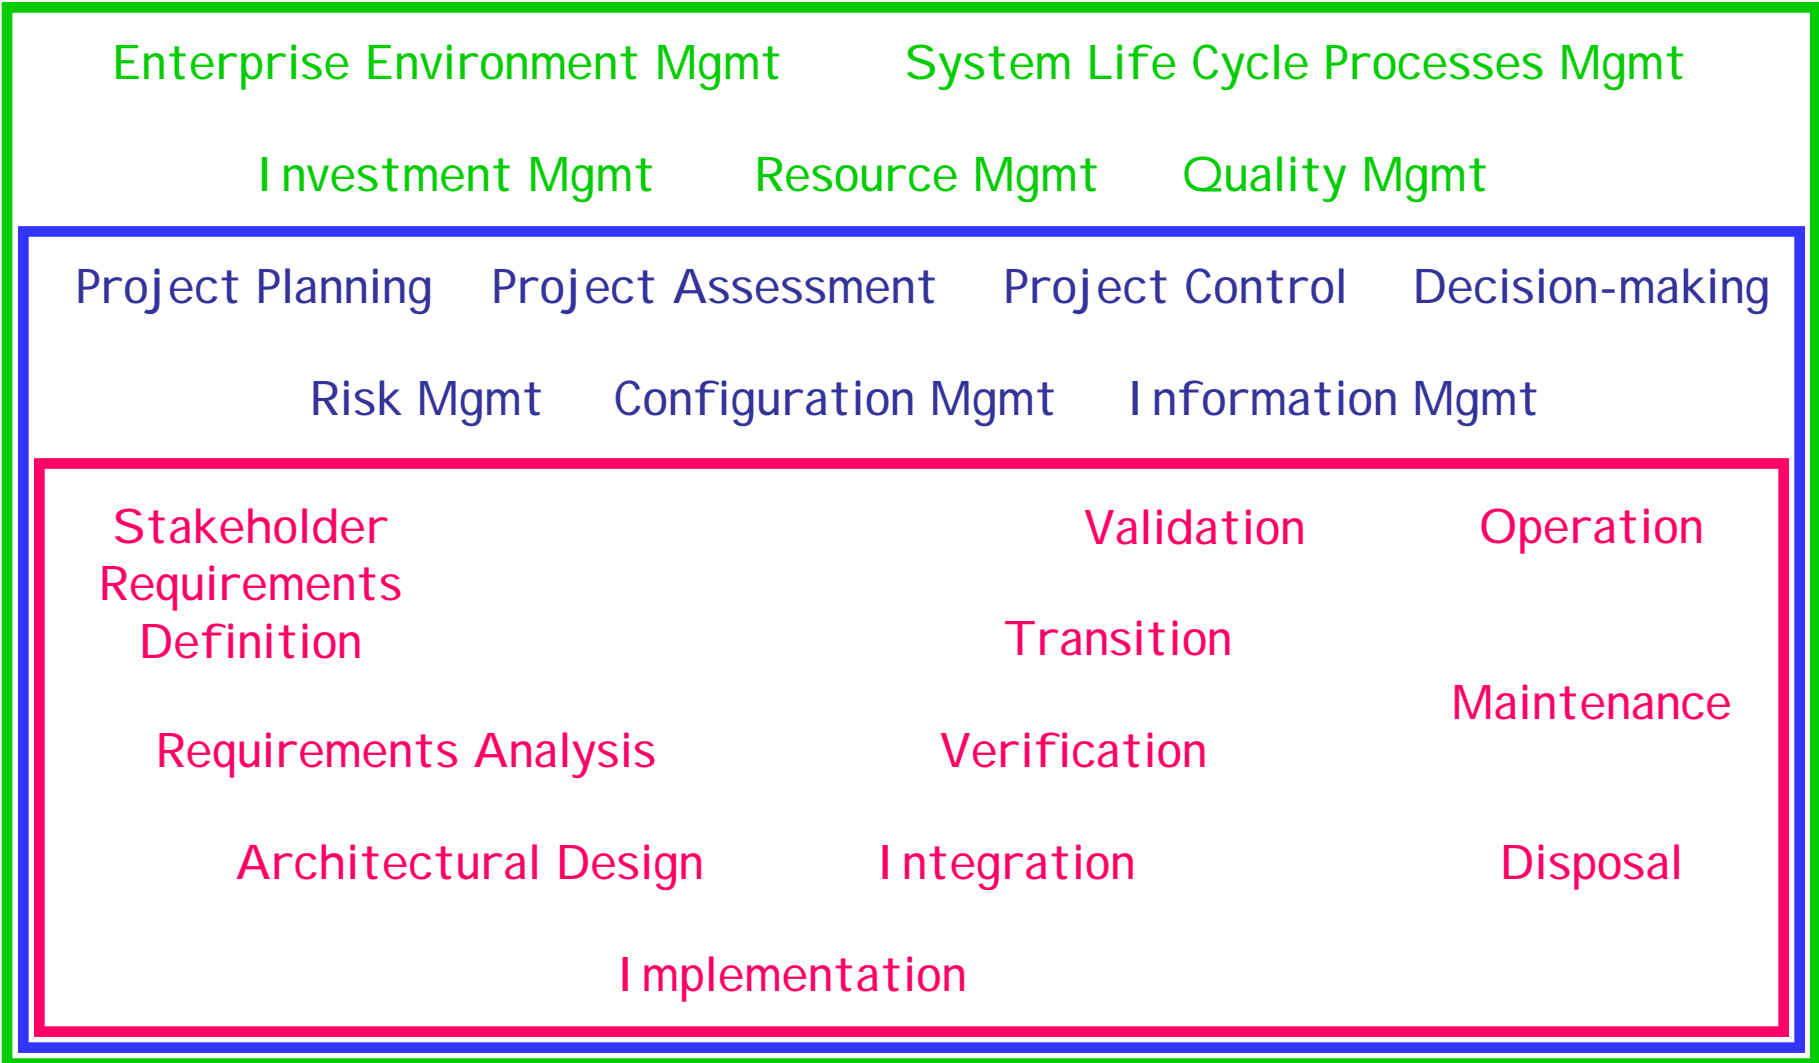 Enterprise Environment Mgmt System Life Cycle Processes Mgmt
Investment Mgmt Resource Mgmt Quality Mgmt
Project Planning Project Assessment Project Control Decision-making
Risk Mgmt Configuration Mgmt Information Mgmt
Stakeholder
Requirements
Definition
Validation
Operation
Transition
Maintenance
Requirements Analysis
Verification
Architectural Design
Integration
Disposal
Implementation